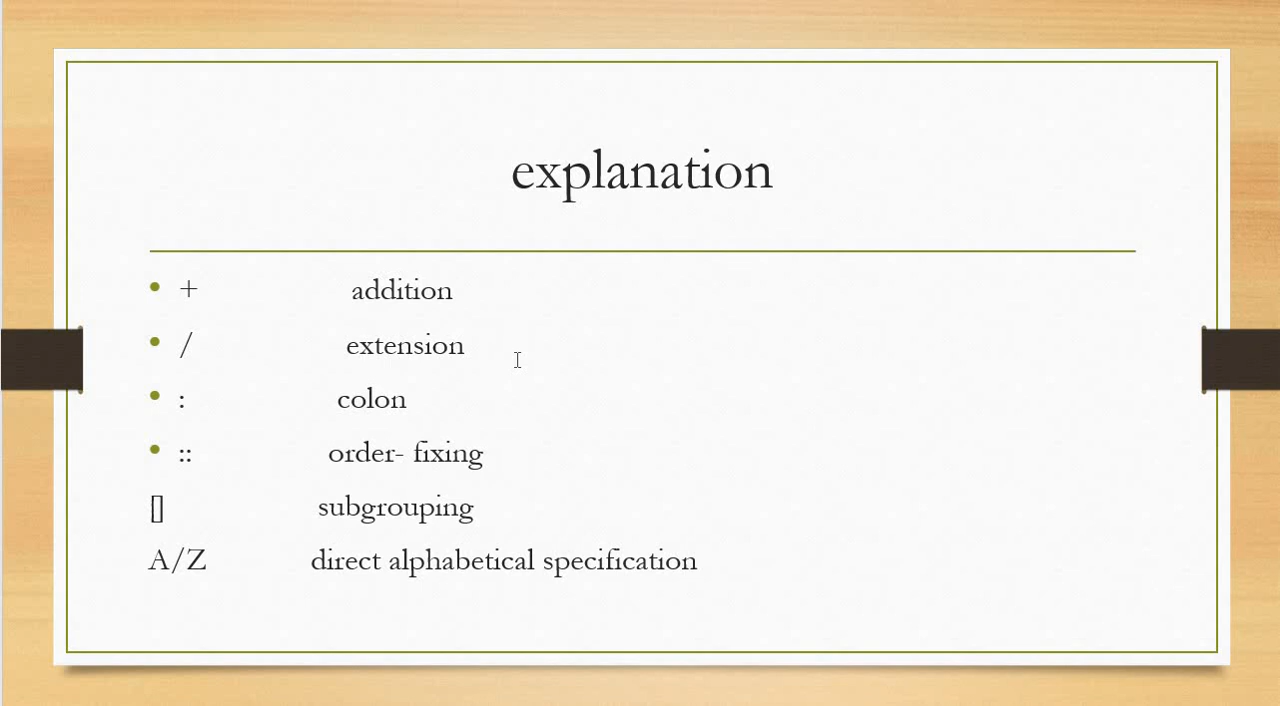 explanation
• + addition
• / extension
• : colon
• :: order- fixing
[] subgrouping
A/Z direct alphabetical specification